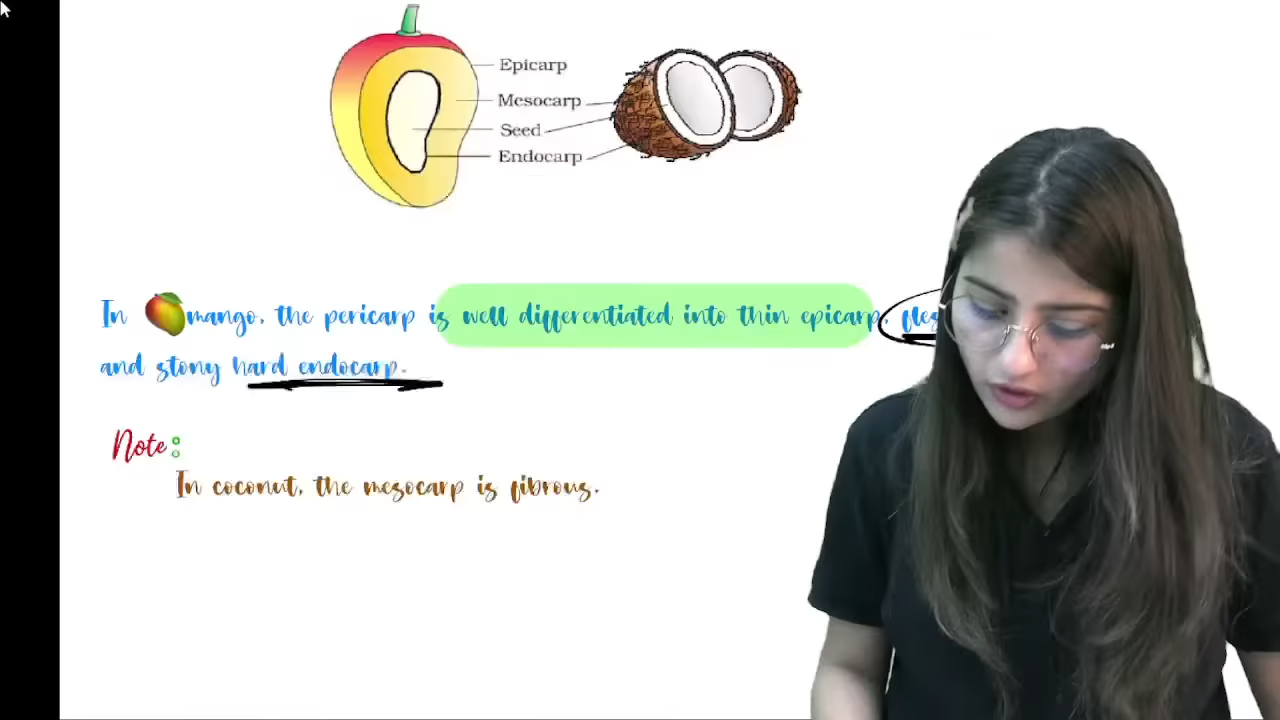 Epicarp
Mesocarp
Seed
Endocarp
In mango, the pericarp is well differentiated into thin epicarp,
and stony hard endocarp.
Note:
In coconut, the mesocarp is fibrous.